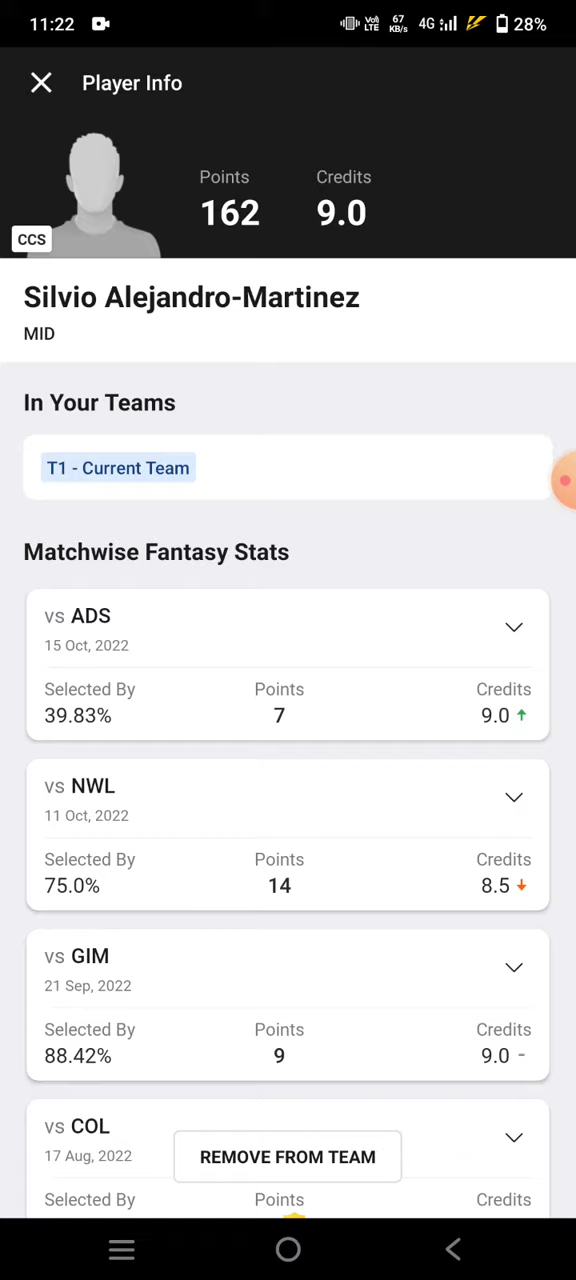 11:22 Vo) LTE 67 KB/s 4G 28%
Player Info
Points Credits
162 9.0
CCS
Silvio Alejandro-Martinez
MID
In Your Teams
T1 - Current Team
Matchwise Fantasy Stats
vs ADS
15 Oct, 2022
Selected By Points Credits
39.83% 7 9.0
vs NWL
11 Oct, 2022
Selected By Points Credits
75.0% 14 8.5
vs GIM
21 Sep, 2022
Selected By Points Credits
88.42% 9 9.0 -
vs COL
17 Aug, 2022
REMOVE FROM TEAM
Selected By Points Credits